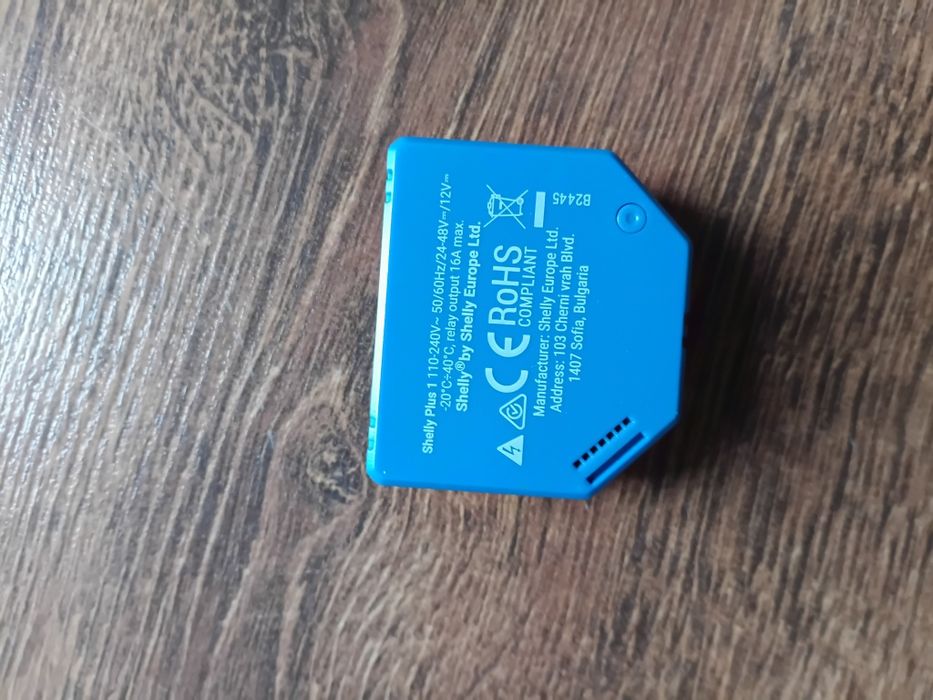 Shelly Plus 1 110-240V~ 50/60Hz/24-48V⎓/12V⎓
-20°C÷40°C, relay output 16A max.
Shelly® by Shelly Europe Ltd.
CE RoHS
COMPLIANT
Manufacturer: Shelly Europe Ltd.
Address: 103 Cherni vrah Blvd.
1407 Sofia, Bulgaria
B2445